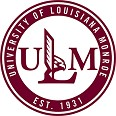 UNIVERSITY OF LOUISIANA MONROE
ULM
EST. 1931